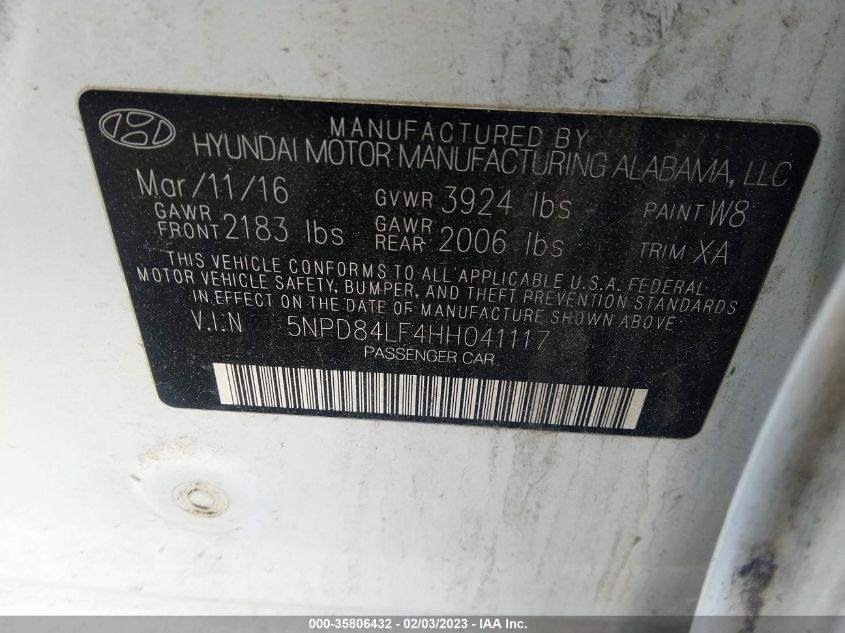 MANUFACTURED BY
HYUNDAI MOTOR MANUFACTURING ALABAMA, LLC
Mar/11/16 GVWR 3924 lbs PAINT W8
GAWR FRONT 2183 lbs GAWR REAR 2006 lbs TRIM XA
THIS VEHICLE CONFORMS TO ALL APPLICABLE U.S.A. FEDERAL
MOTOR VEHICLE SAFETY, BUMPER, AND THEFT PREVENTION STANDARDS
IN EFFECT ON THE DATE OF MANUFACTURE SHOWN ABOVE.
V.I.N 5NPD84LF4HH041117
PASSENGER CAR
000-35806432 - 02/03/2023 - IAA Inc.